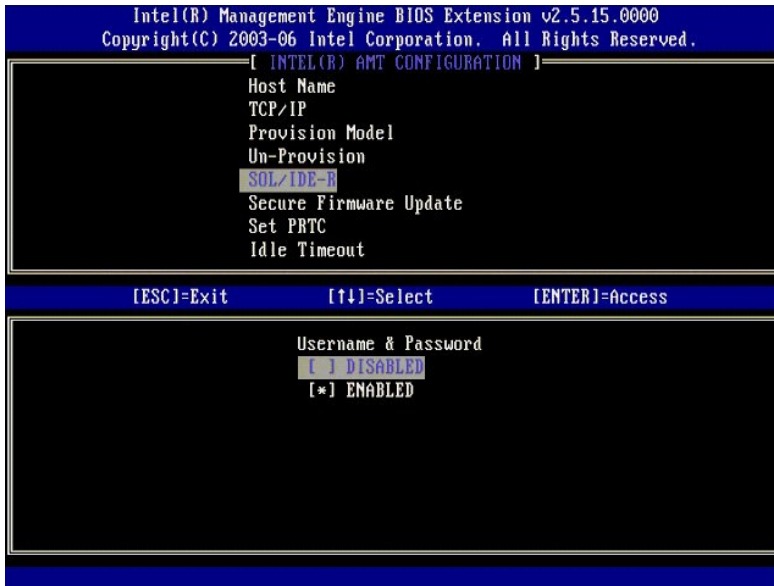 Intel(R) Management Engine BIOS Extension v2.5.15.0000
Copyright(C) 2003-06 Intel Corporation. All Rights Reserved.
[ INTEL(R) AMT CONFIGURATION ]
Host Name
TCP/IP
Provision Model
Un-Provision
SOL/IDE-R
Secure Firmware Update
Set PRTC
Idle Timeout
[ESC]=Exit [↑↓]=Select [ENTER]=Access
Username & Password
[ ] DISABLED
[*] ENABLED